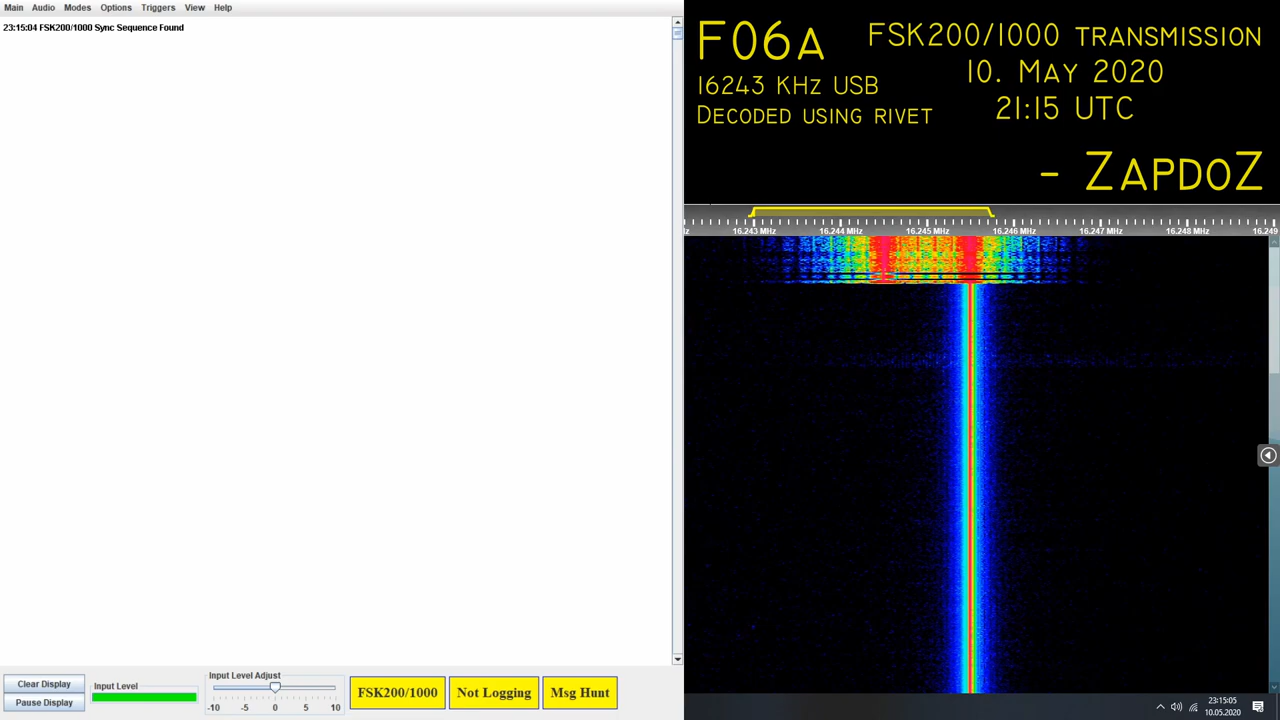 Main Audio Modes Options Triggers View Help
23:15:04 FSK200/1000 Sync Sequence Found
F06A
16243 KHz USB
Decoded using rivet
FSK200/1000 transmission
10. May 2020
21:15 UTC
- ZapdoZ
16.243 MHz 16.244 MHz 16.245 MHz 16.246 MHz 16.247 MHz 16.248 MHz 16.249
Clear Display
Pause Display
Input Level
Input Level Adjust
-10 -5 0 5 10
FSK200/1000
Not Logging
Msg Hunt
23:15:05
10.05.2020